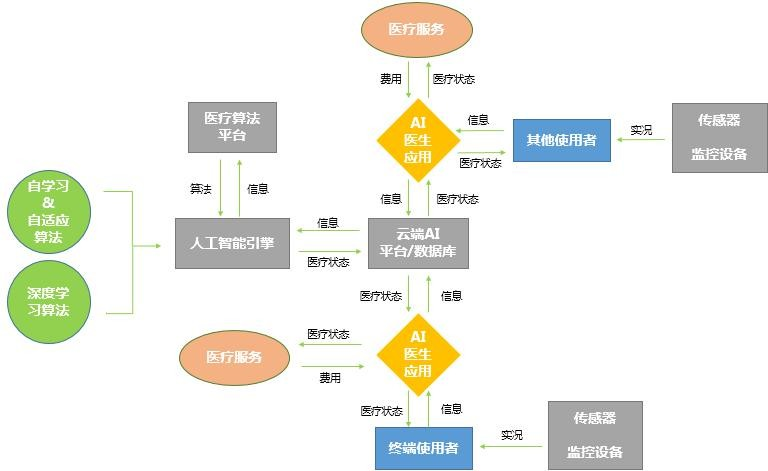 医疗服务
费用
医疗状态
AI
医生
应用
信息
医疗状态
其他使用者
实况
传感器
监控设备
医疗算法
平台
算法
信息
信息
医疗状态
自学习
&
自适应
算法
深度学
习算法
人工智能引擎
信息
医疗状态
云端AI
平台/数据库
医疗状态
信息
医疗服务
医疗状态
费用
AI
医生
应用
医疗状态
信息
终端使用者
实况
传感器
监控设备